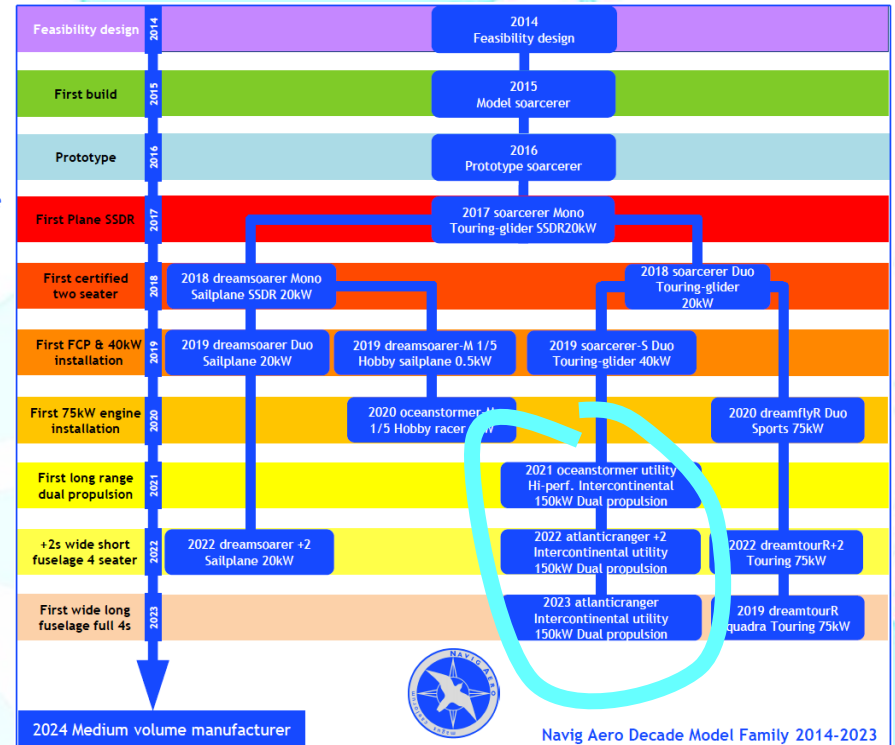 Feasibility design
2014
2014
Feasibility design
First build
2015
2015
Model soarcerer
Prototype
2016
2016
Prototype soarcerer
First Plane SSDR
2017
2017 soarcerer Mono
Touring-glider SSDR20kW
First certified
two seater
2018
2018 dreamsoarer Mono
Sailplane SSDR 20kW
2018 soarcerer Duo
Touring-glider
20kW
First FCP & 40kW
installation
2019
2019 dreamsoarer Duo
Sailplane 20kW
2019 dreamsoarer-M 1/5
Hobby sailplane 0.5kW
2019 soarcerer-S Duo
Touring-glider 40kW
First 75kW engine
installation
2020
2020 oceanstormer-M
1/5 Hobby racer
2020 dreamflyR Duo
Sports 75kW
First long range
dual propulsion
2021
2021 oceanstormer utility
Hi-perf. Intercontinental
150kW Dual propulsion
+2s wide short
fuselage 4 seater
2022
2022 dreamsoarer +2
Sailplane 20kW
2022 atlanticranger +2
Intercontinental utility
150kW Dual propulsion
2022 dreamtourR+2
Touring 75kW
First wide long
fuselage full 4s
2023
2023 atlanticranger
Intercontinental utility
150kW Dual propulsion
2019 dreamtourR
Touring 75kW
NAVIG AERO
2024 Medium volume manufacturer
Navig Aero Decade Model Family 2014-2023